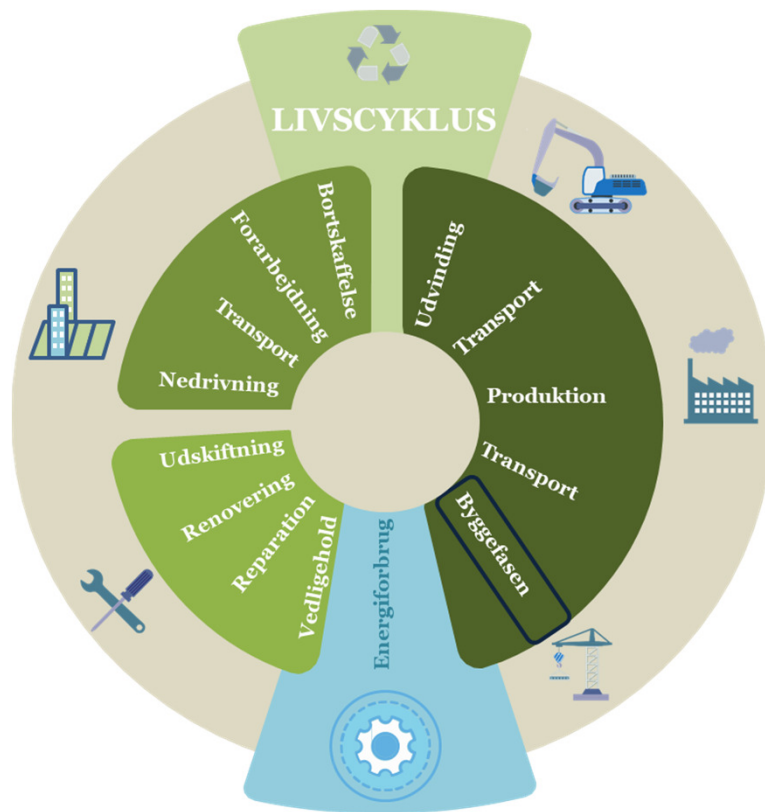 LIVSCYKLUS
Udvinding
Transport
Produktion
Transport
Byggefasen
Energiforbrug
Vedligehold
Reparation
Renovering
Udskiftning
Nedrivning
Transport
Forarbejdning
Bortskaffelse